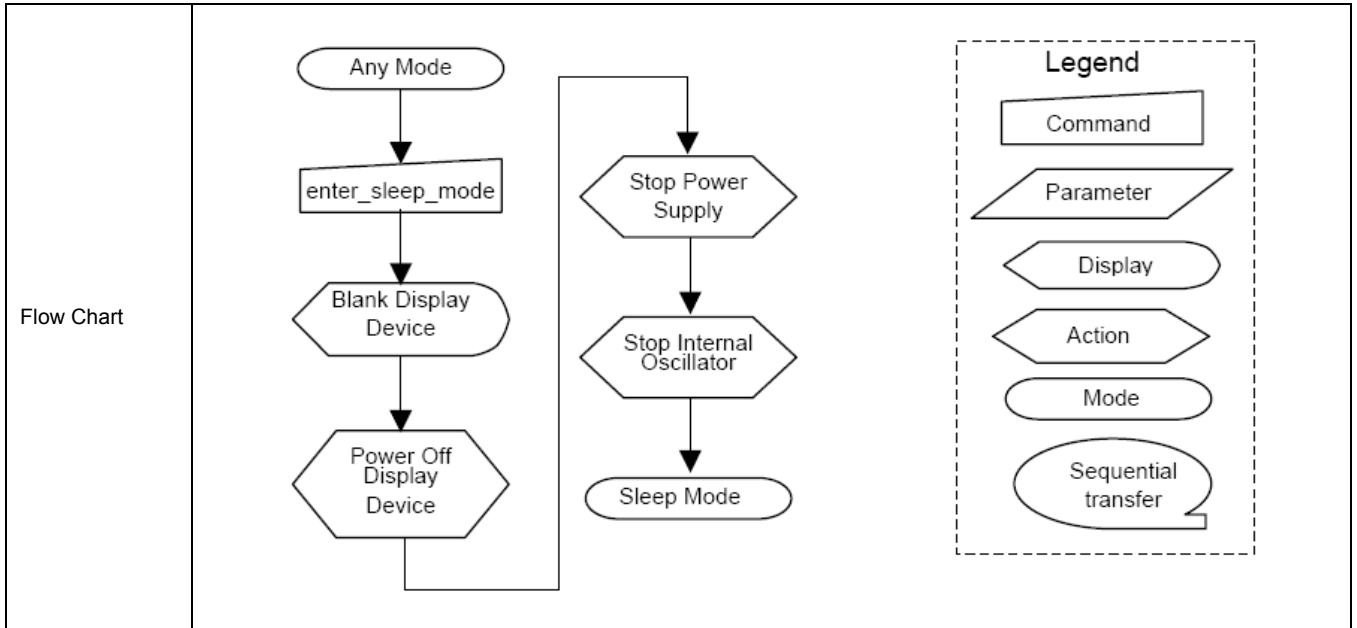 Flow Chart
Any Mode
enter_sleep_mode
Blank Display
Device
Power Off
Display
Device
Stop Power
Supply
Stop Internal
Oscillator
Sleep Mode
Legend
Command
Parameter
Display
Action
Mode
Sequential
transfer